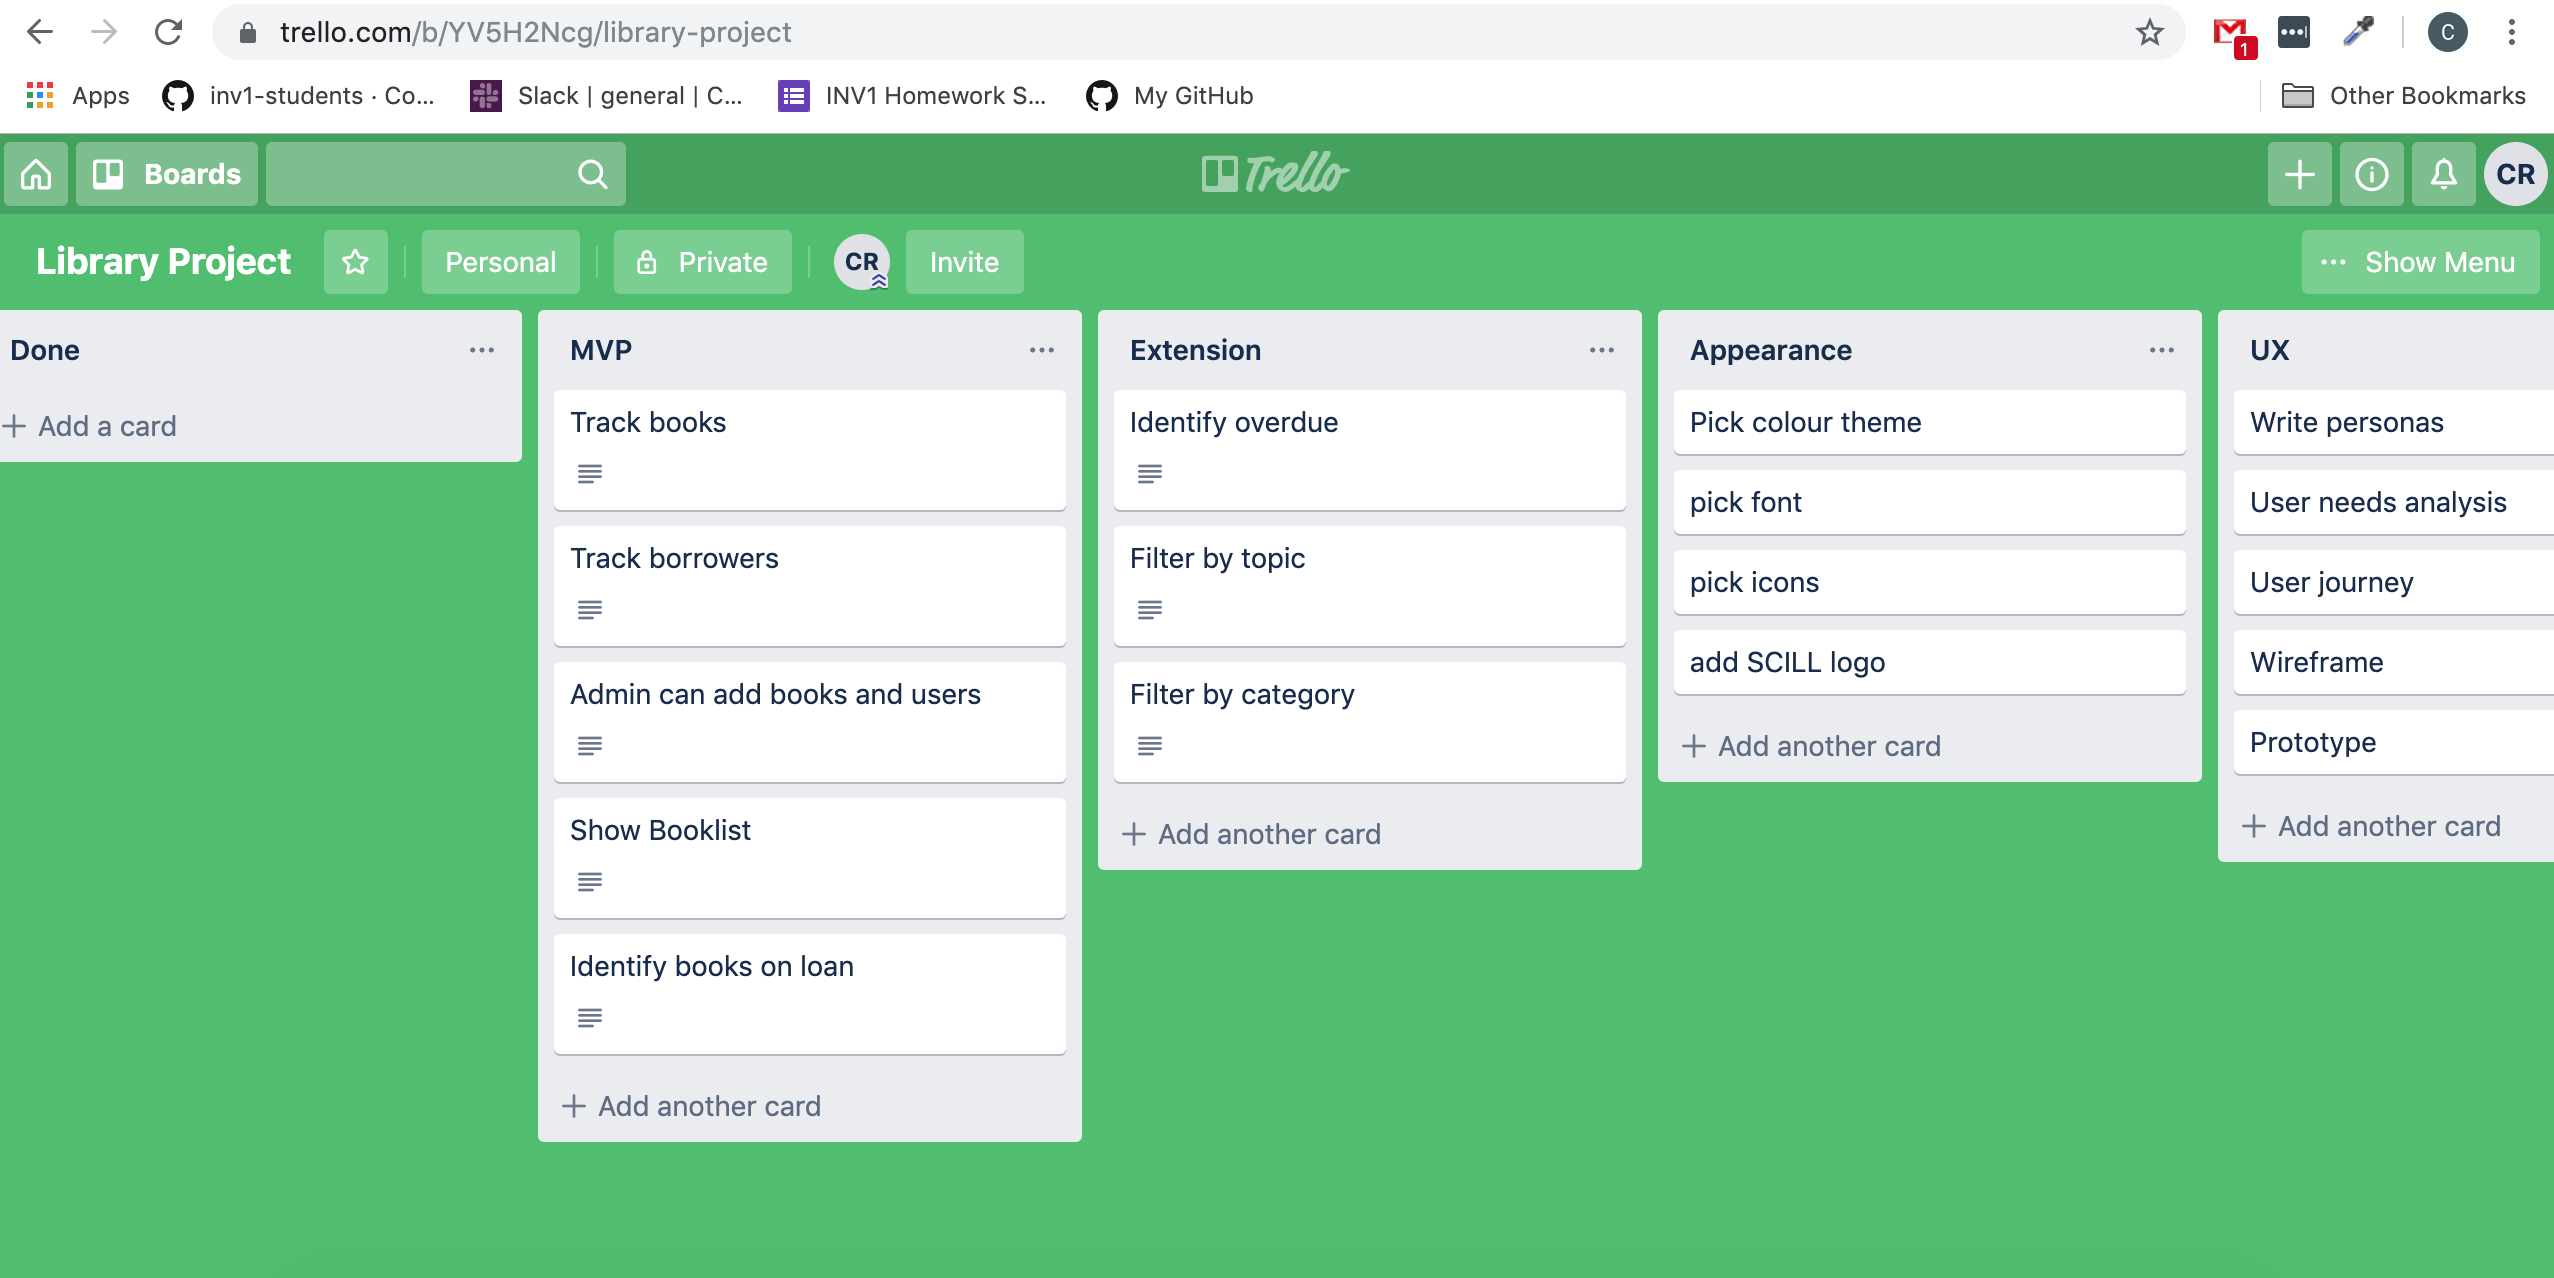 trello.com/b/YV5H2Ncg/library-project
1
C
Apps
inv1-students · Co...
Slack | general | C...
INV1 Homework S...
My GitHub
Other Bookmarks
Boards
Trello
CR
Library Project
Personal
Private
CR
Invite
... Show Menu
Done
Add a card
MVP
Track books
Track borrowers
Admin can add books and users
Show Booklist
Identify books on loan
Add another card
Extension
Identify overdue
Filter by topic
Filter by category
Add another card
Appearance
Pick colour theme
pick font
pick icons
add SCILL logo
Add another card
UX
Write personas
User needs analysis
User journey
Wireframe
Prototype
Add another card